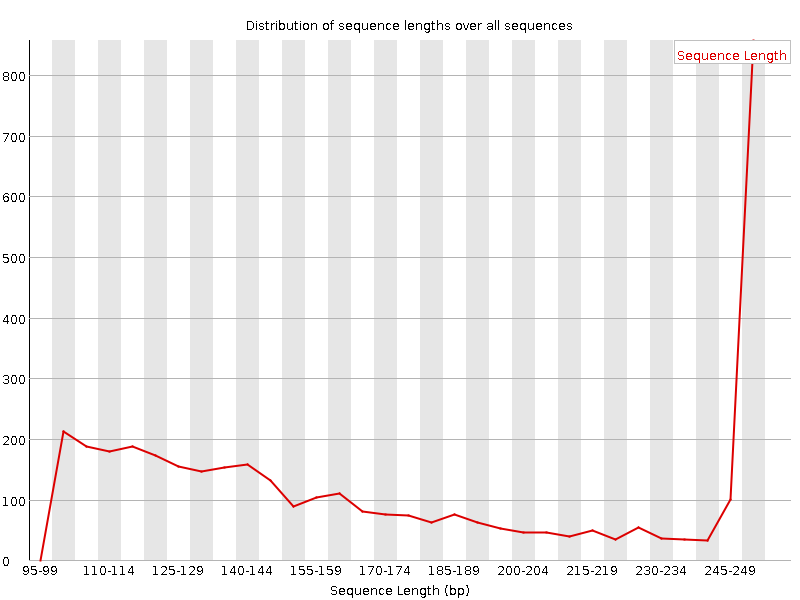 Distribution of sequence lengths over all sequences
Sequence Length
800
700
600
500
400
300
200
100
0
95-99 110-114 125-129 140-144 155-159 170-174 185-189 200-204 215-219 230-234 245-249
Sequence Length (bp)